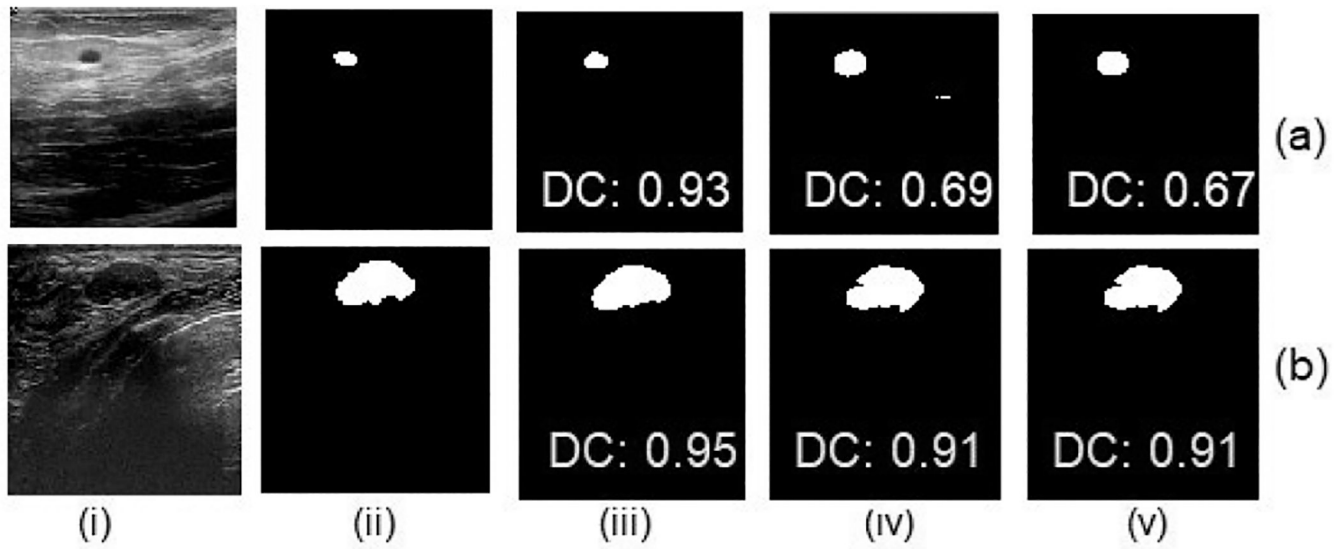 DC: 0.93
DC: 0.69
DC: 0.67
(a)
DC: 0.95
DC: 0.91
DC: 0.91
(b)
(i)
(ii)
(iii)
(ıv)
(v)